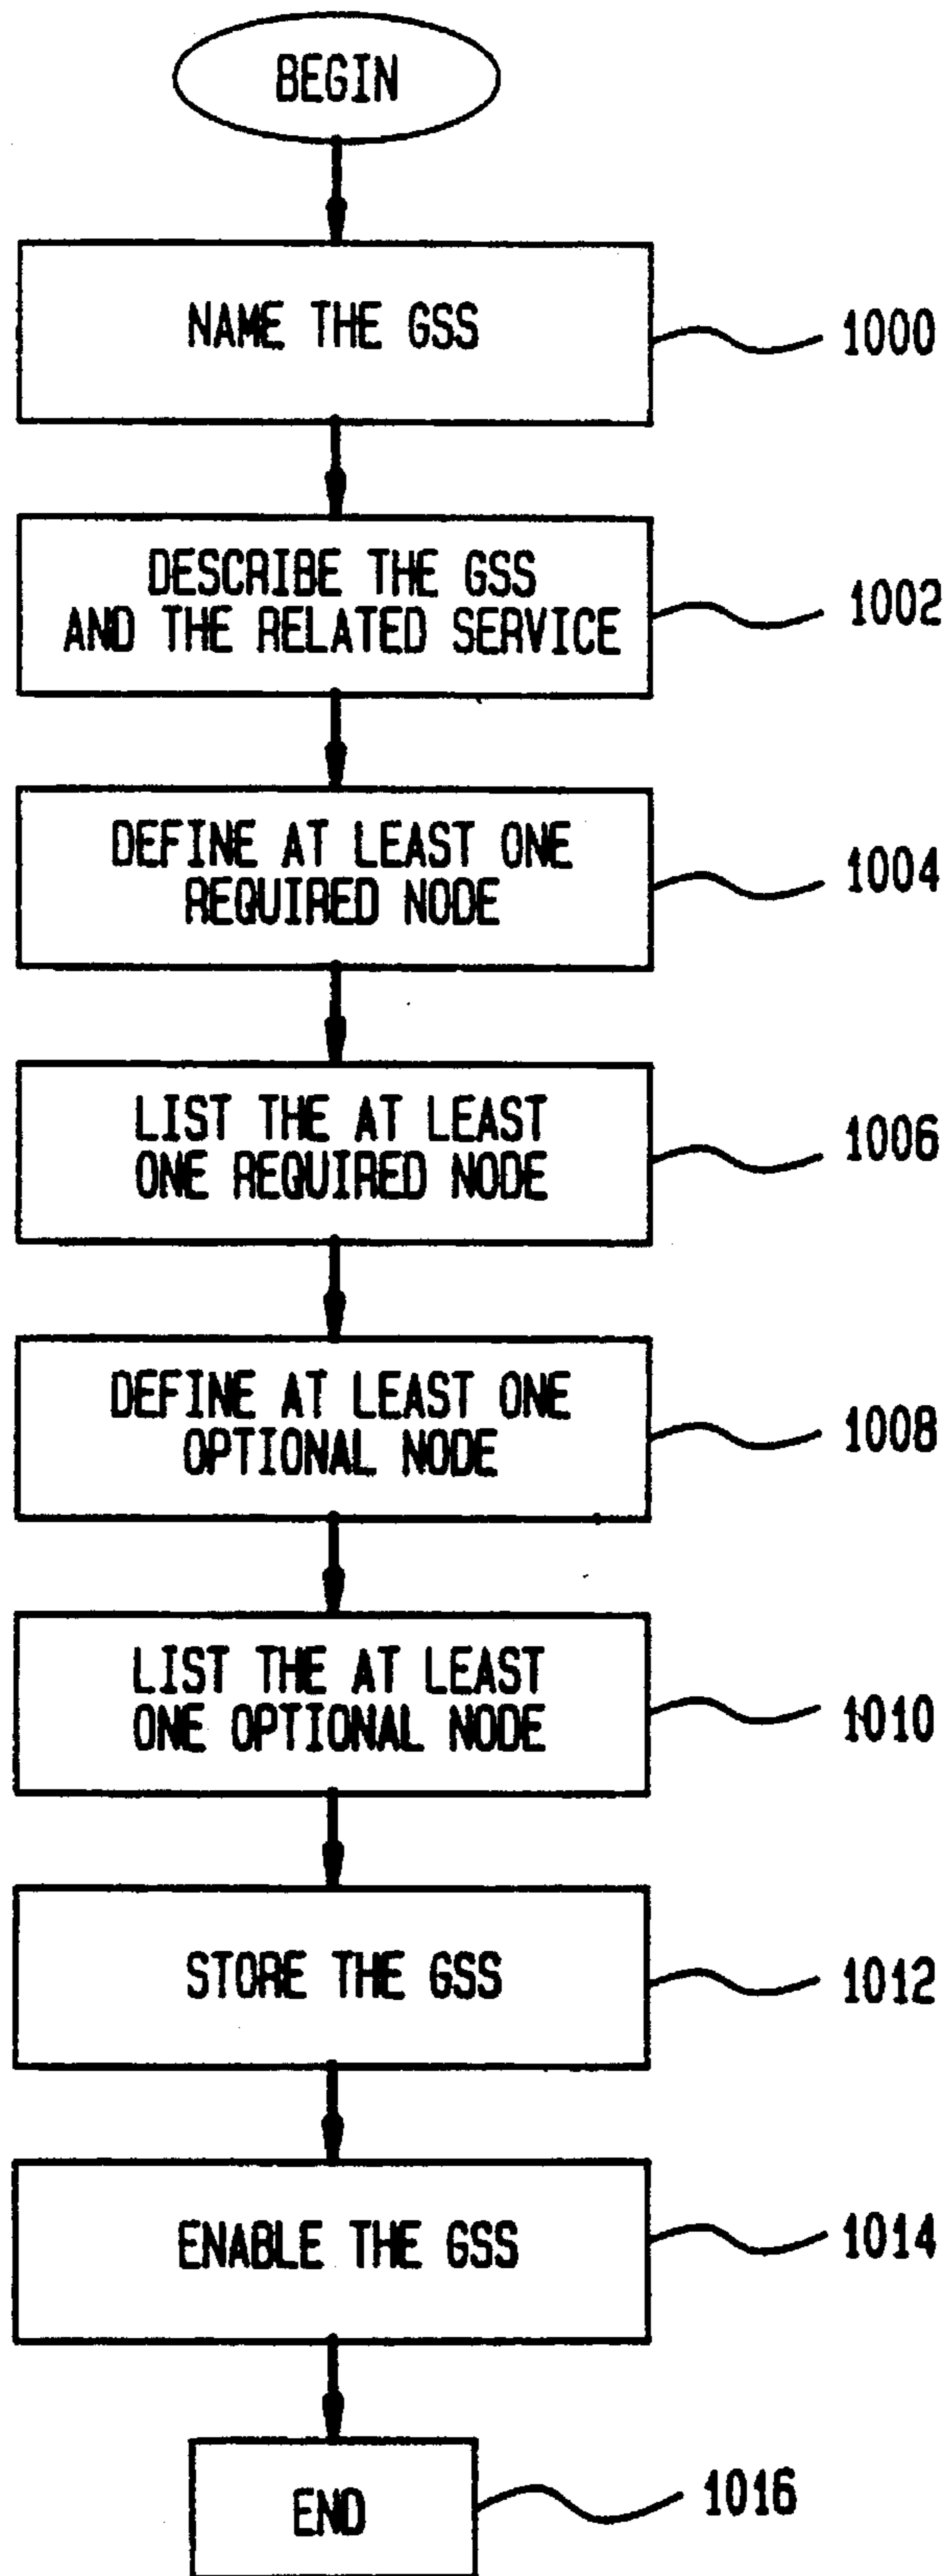 BEGIN
NAME THE GSS
1000
DESCRIBE THE GSS
AND THE RELATED SERVICE
1002
DEFINE AT LEAST ONE
REQUIRED NODE
1004
LIST THE AT LEAST
ONE REQUIRED NODE
1006
DEFINE AT LEAST ONE
OPTIONAL NODE
1008
LIST THE AT LEAST
ONE OPTIONAL NODE
1010
STORE THE GSS
1012
ENABLE THE GSS
1014
END
1016